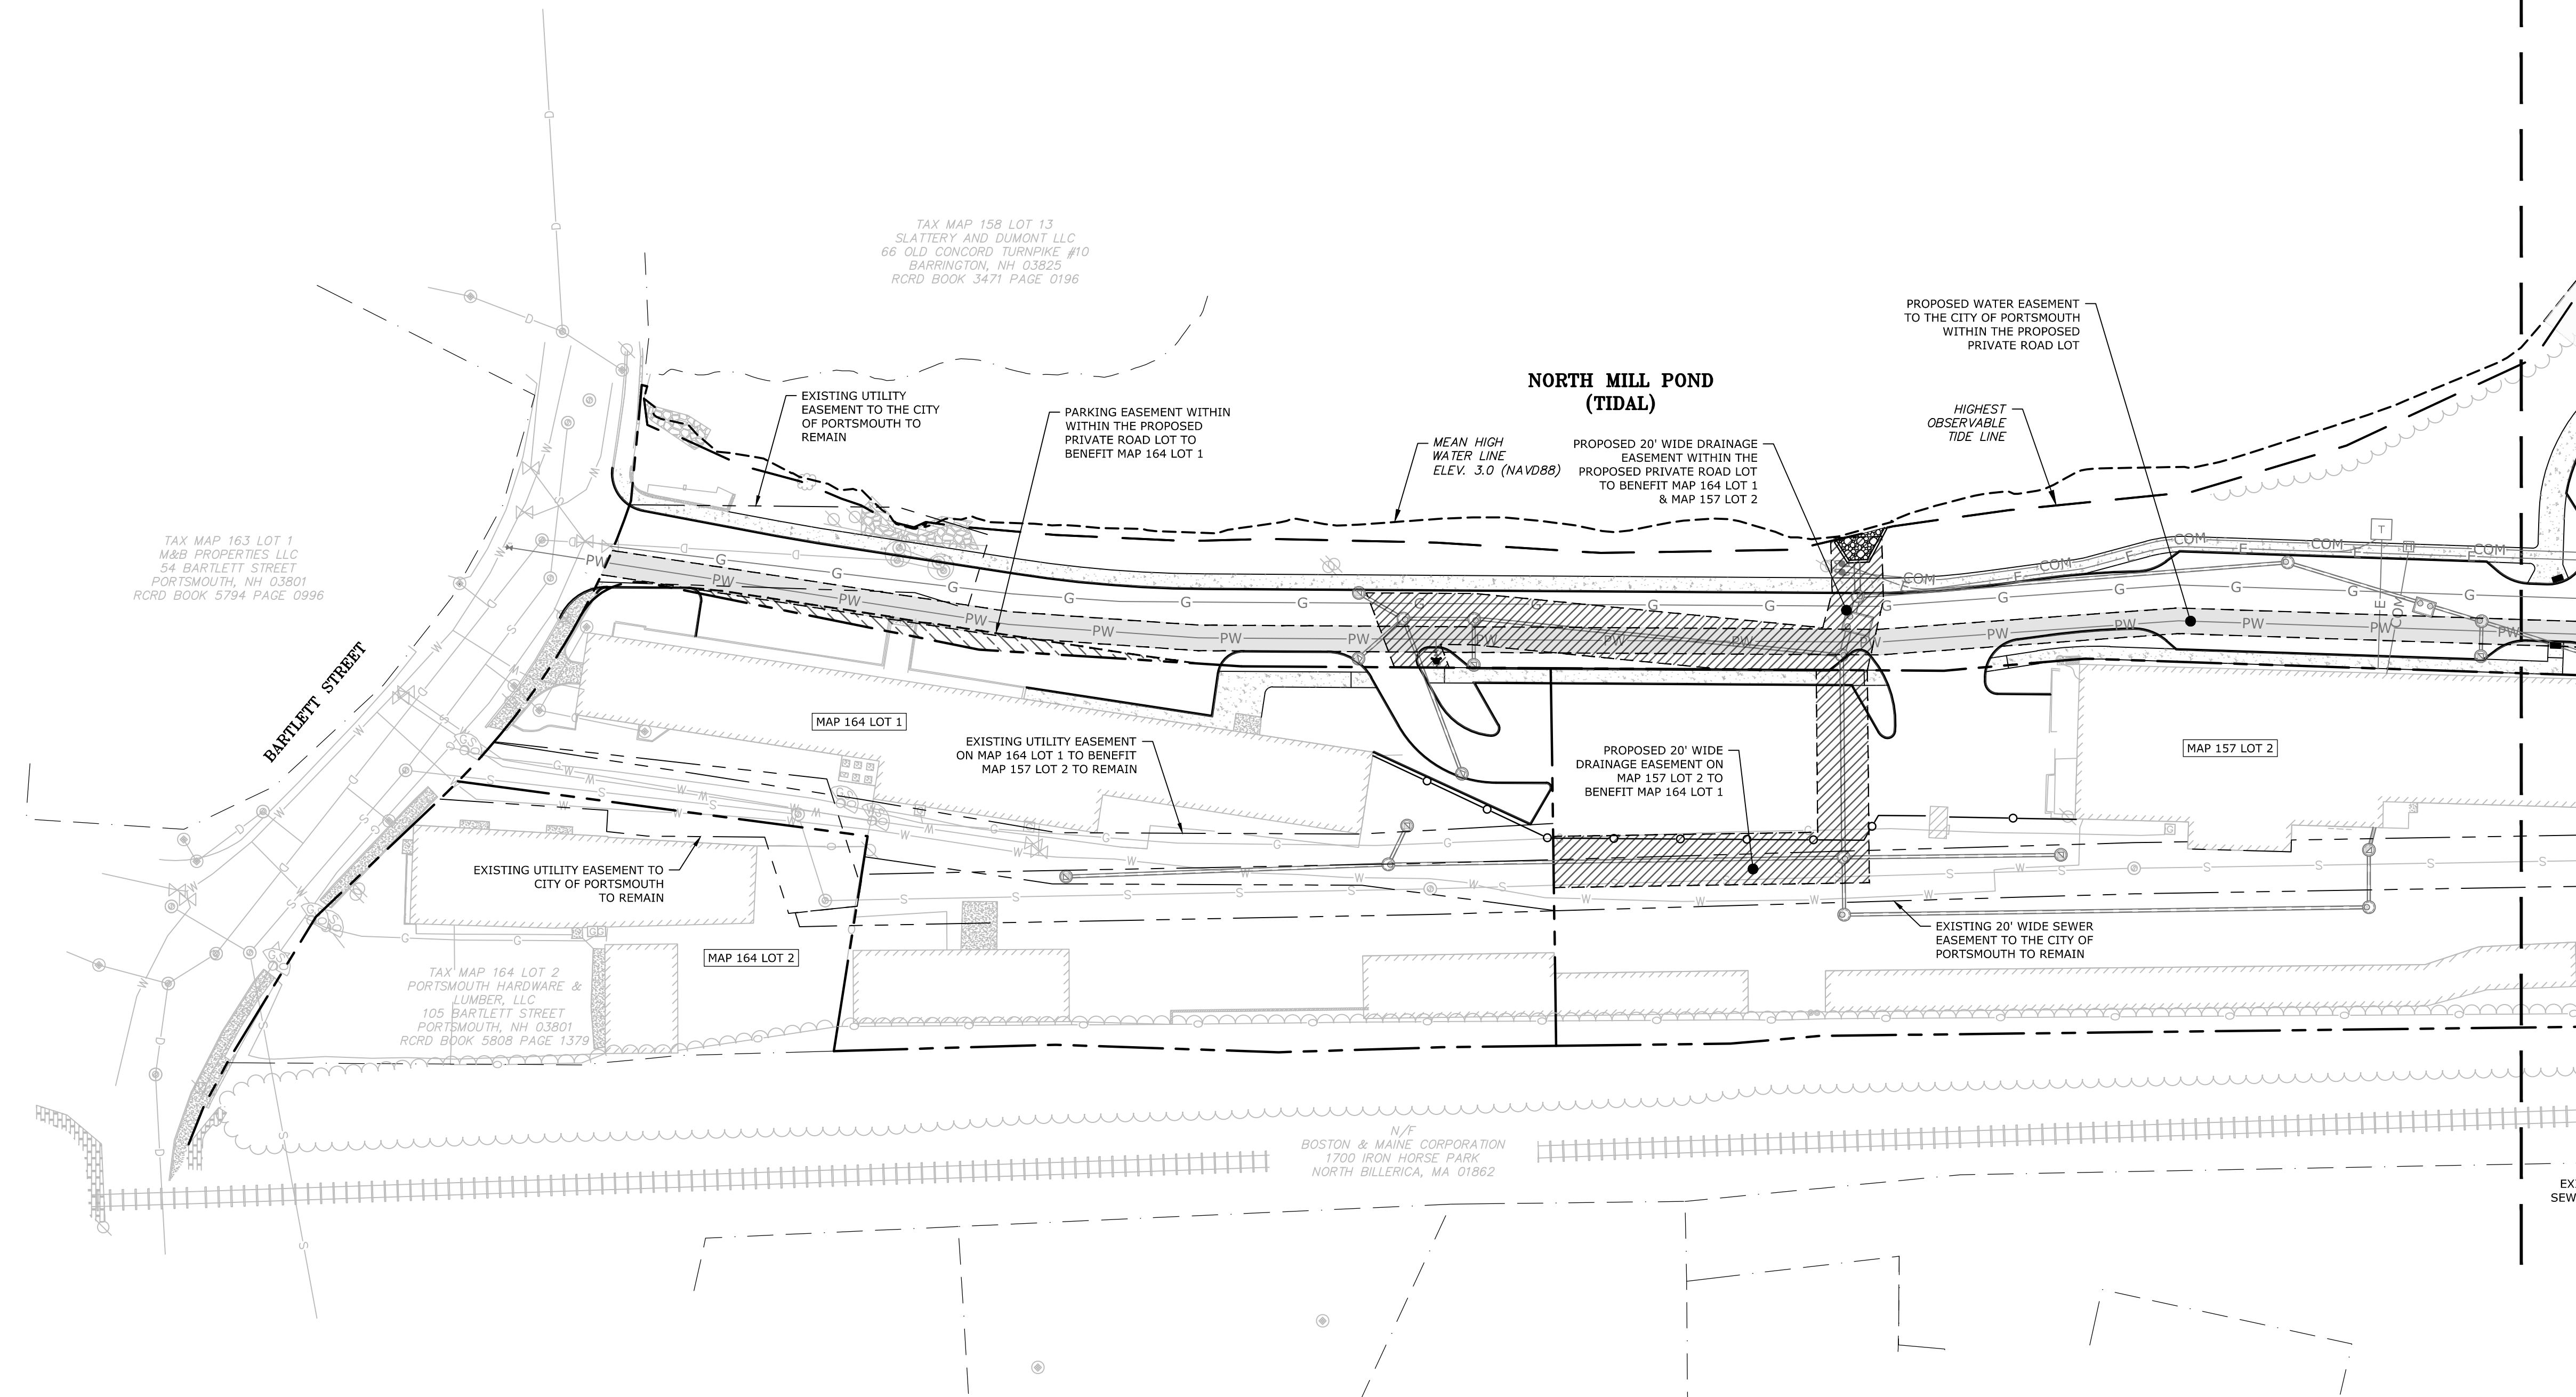 TAX MAP 158 LOT 13
SLATTERY AND DUMONT LLC
66 OLD CONCORD TURNPIKE #10
BARRINGTON, NH 03825
RCRD BOOK 3471 PAGE 0196
PROPOSED WATER EASEMENT
TO THE CITY OF PORTSMOUTH
WITHIN THE PROPOSED
PRIVATE ROAD LOT
NORTH MILL POND
(TIDAL)
EXISTING UTILITY
EASEMENT TO THE CITY
OF PORTSMOUTH TO
REMAIN
PARKING EASEMENT WITHIN
WITHIN THE PROPOSED
PRIVATE ROAD LOT TO
BENEFIT MAP 164 LOT 1
MEAN HIGH
WATER LINE
ELEV. 3.0 (NAVD88)
PROPOSED 20' WIDE DRAINAGE
EASEMENT WITHIN THE
PROPOSED PRIVATE ROAD LOT
TO BENEFIT MAP 164 LOT 1
& MAP 157 LOT 2
HIGHEST
OBSERVABLE
TIDE LINE
TAX MAP 163 LOT 1
M&B PROPERTIES LLC
54 BARTLETT STREET
PORTSMOUTH, NH 03801
RCRD BOOK 5794 PAGE 0996
BARTLETT STREET
MAP 164 LOT 1
EXISTING UTILITY EASEMENT
ON MAP 164 LOT 1 TO BENEFIT
MAP 157 LOT 2 TO REMAIN
PROPOSED 20' WIDE
DRAINAGE EASEMENT ON
MAP 157 LOT 2 TO
BENEFIT MAP 164 LOT 1
MAP 157 LOT 2
EXISTING UTILITY EASEMENT TO
CITY OF PORTSMOUTH
TO REMAIN
EXISTING 20' WIDE SEWER
EASEMENT TO THE CITY OF
PORTSMOUTH TO REMAIN
MAP 164 LOT 2
TAX MAP 164 LOT 2
PORTSMOUTH HARDWARE &
LUMBER, LLC
105 BARTLETT STREET
PORTSMOUTH, NH 03801
RCRD BOOK 5808 PAGE 1379
N/F
BOSTON & MAINE CORPORATION
1700 IRON HORSE PARK
NORTH BILLERICA, MA 01862
EX
SEW